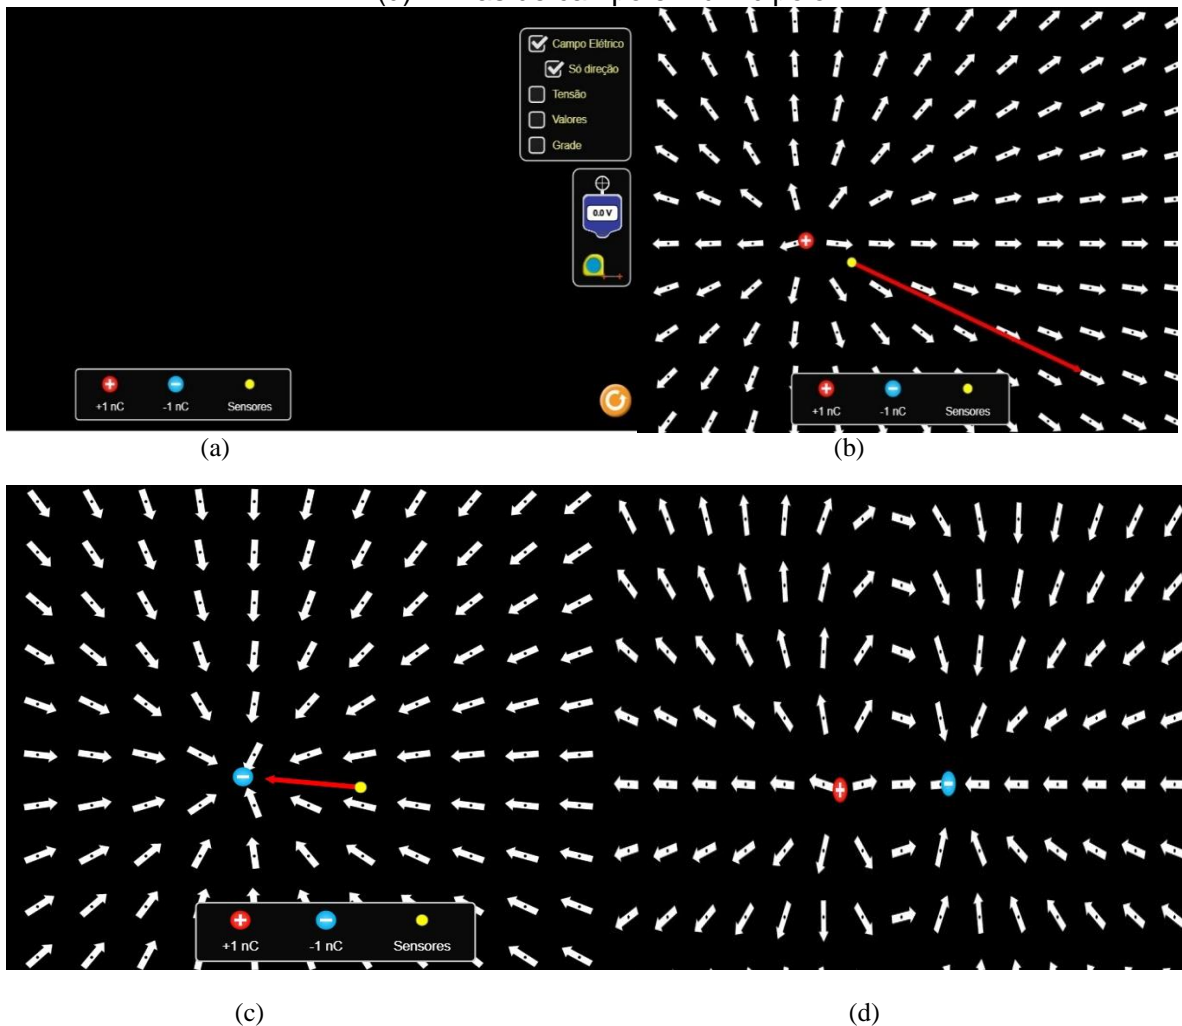 Campo Elétrico
Só direção
Tensão
Valores
Grade
0.0 V
+1 nC -1 nC Sensores
(a)
+1 nC -1 nC Sensores
(b)
+1 nC -1 nC Sensores
(c)
(d)